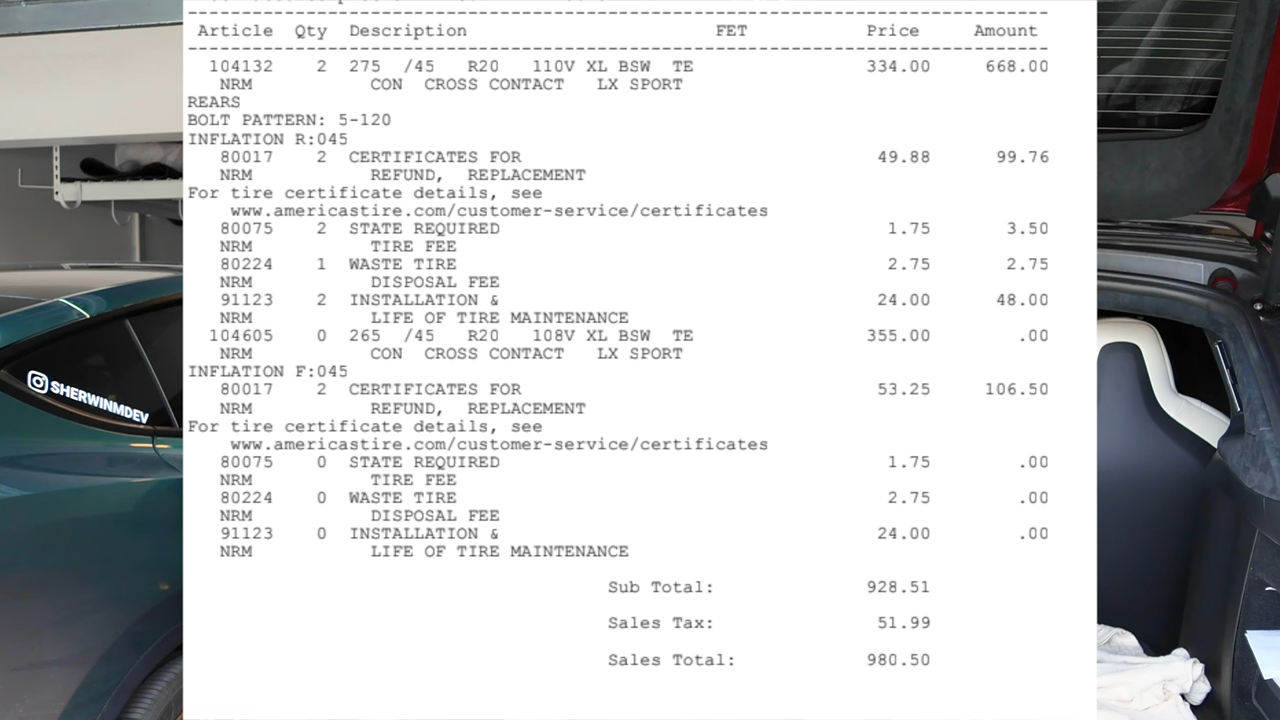 Article Qty Description FET Price Amount
104132 2 275 /45 R20 110V XL BSW TE 334.00 668.00
NRM CON CROSS CONTACT LX SPORT
REARS
BOLT PATTERN: 5-120
INFLATION R:045
80017 2 CERTIFICATES FOR 49.88 99.76
NRM REFUND, REPLACEMENT
For tire certificate details, see
www.americastire.com/customer-service/certificates
80075 2 STATE REQUIRED 1.75 3.50
NRM TIRE FEE
80224 1 WASTE TIRE 2.75 2.75
NRM DISPOSAL FEE
91123 2 INSTALLATION & 24.00 48.00
NRM LIFE OF TIRE MAINTENANCE
104605 0 265 /45 R20 108V XL BSW TE 355.00 .00
NRM CON CROSS CONTACT LX SPORT
INFLATION F:045
80017 2 CERTIFICATES FOR 53.25 106.50
NRM REFUND, REPLACEMENT
For tire certificate details, see
www.americastire.com/customer-service/certificates
80075 0 STATE REQUIRED 1.75 .00
NRM TIRE FEE
80224 0 WASTE TIRE 2.75 .00
NRM DISPOSAL FEE
91123 0 INSTALLATION & 24.00 .00
NRM LIFE OF TIRE MAINTENANCE
Sub Total: 928.51
Sales Tax: 51.99
Sales Total: 980.50
SHERWINMDEV